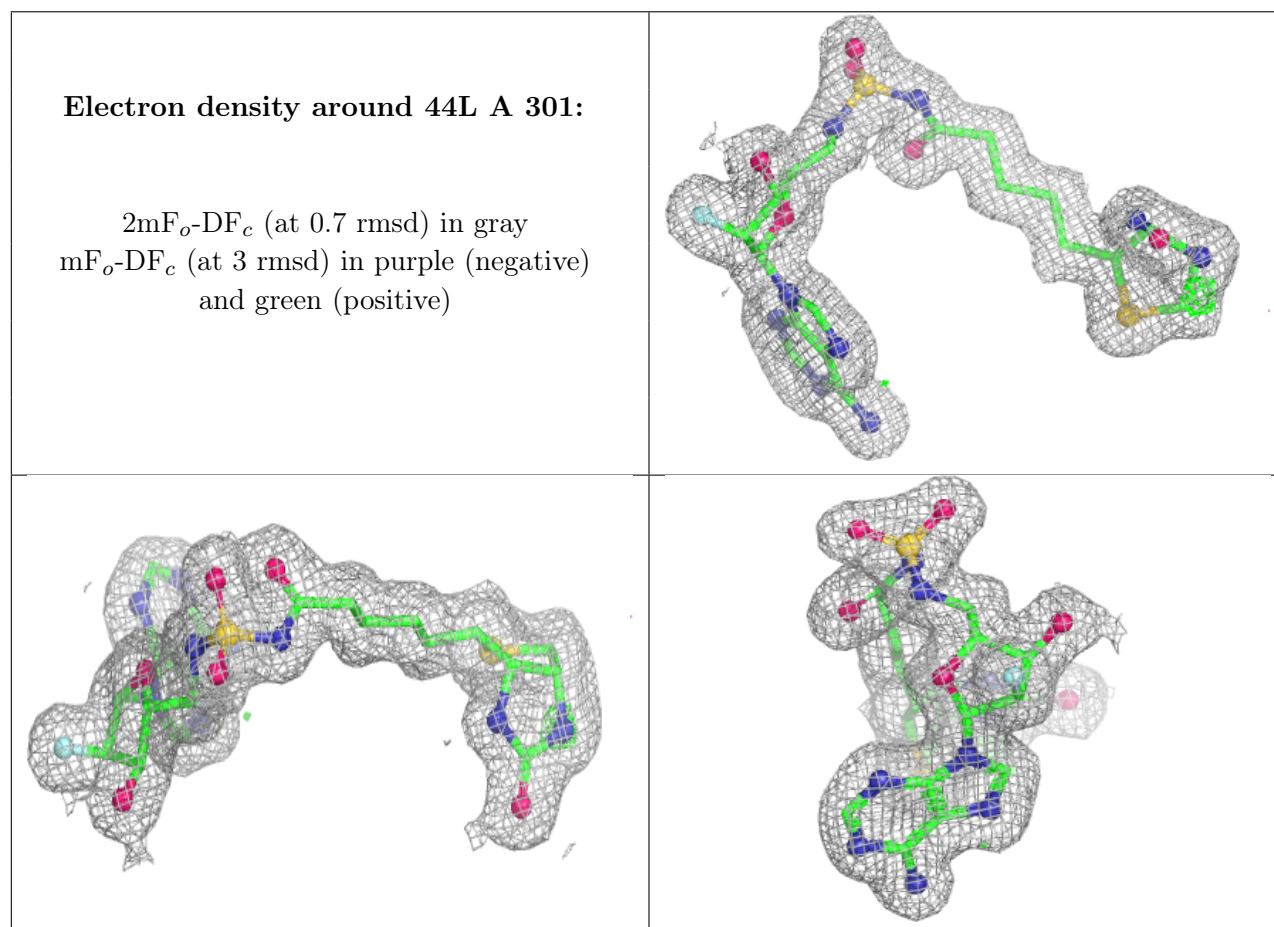 Electron density around 44L A 301:
2mFo-DFc (at 0.7 rmsd) in gray
mFo-DFc (at 3 rmsd) in purple (negative)
and green (positive)